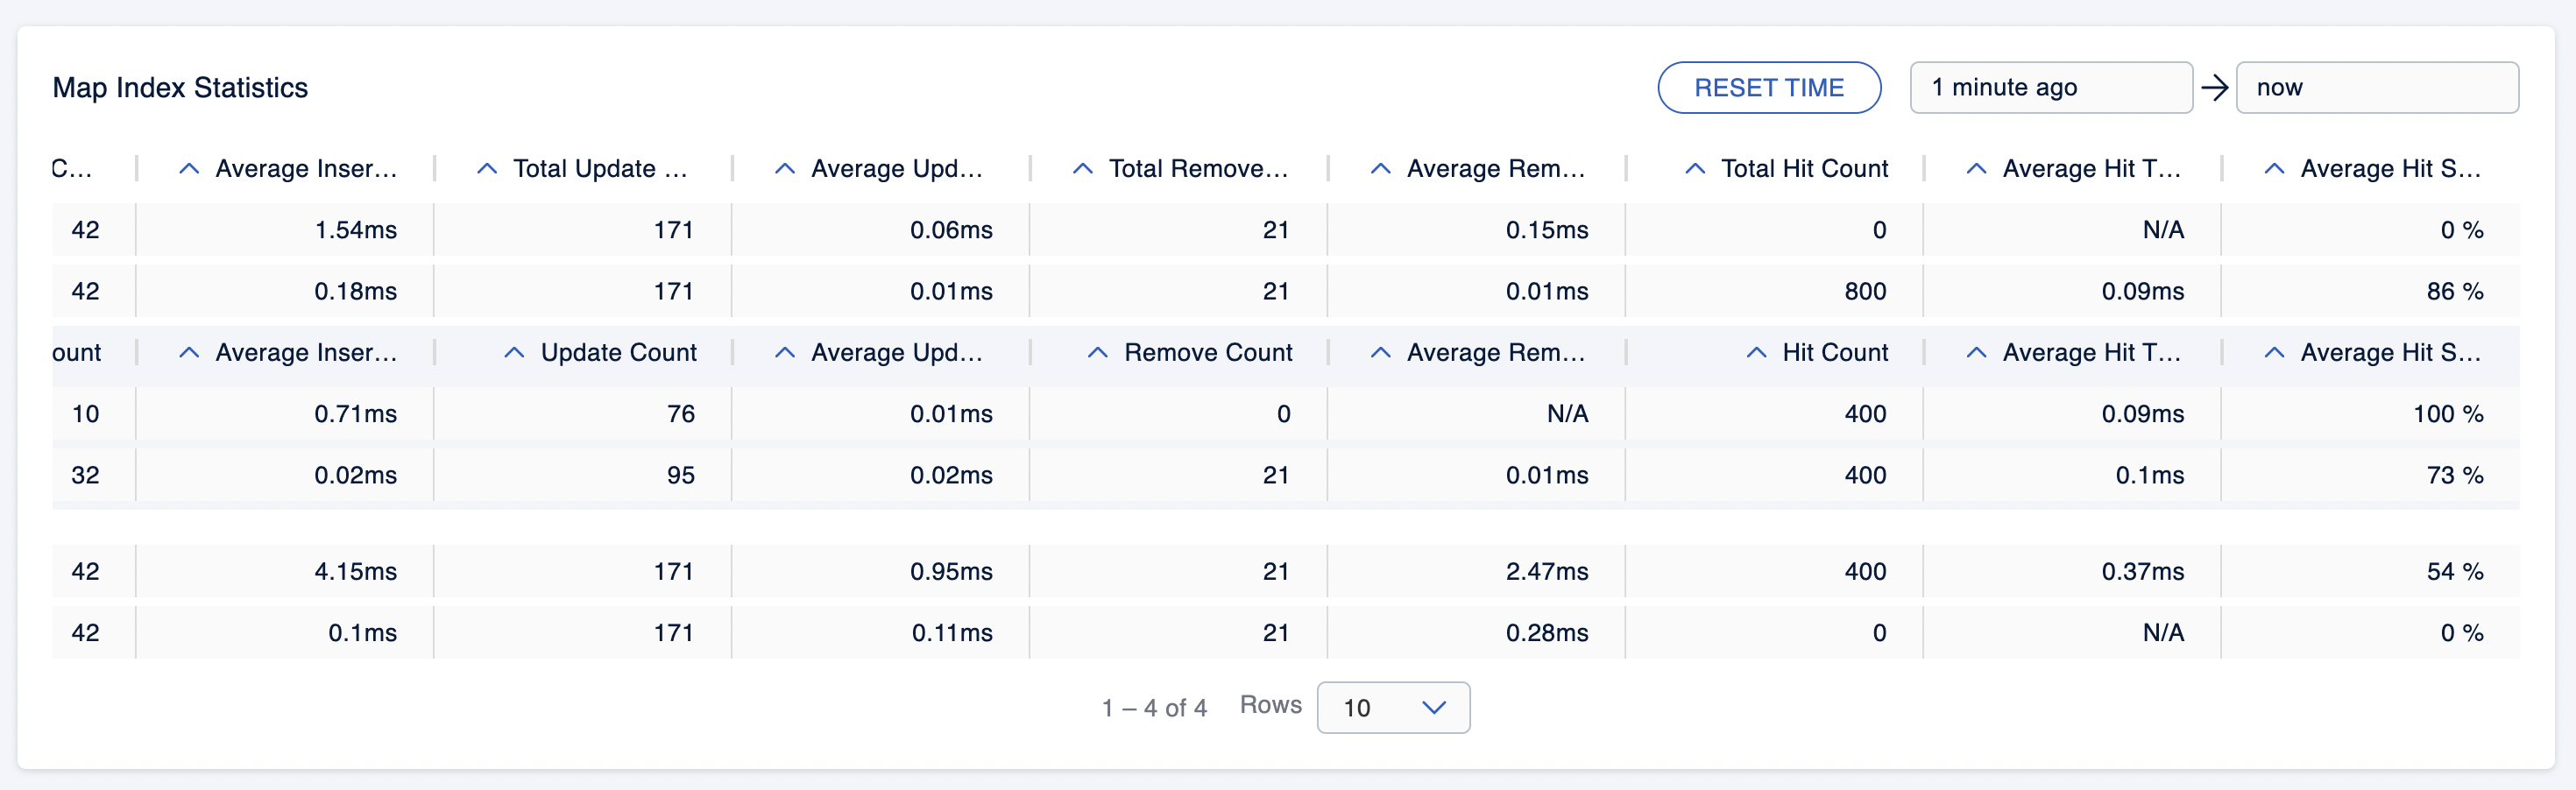 Map Index Statistics RESET TIME 1 minute ago → now
C... Average Inser... Total Update ... Average Upd... Total Remove... Average Rem... Total Hit Count Average Hit T... Average Hit S...
42 1.54ms 171 0.06ms 21 0.15ms 0 N/A 0 %
42 0.18ms 171 0.01ms 21 0.01ms 800 0.09ms 86 %
ount Average Inser... Update Count Average Upd... Remove Count Average Rem... Hit Count Average Hit T... Average Hit S...
10 0.71ms 76 0.01ms 0 N/A 400 0.09ms 100 %
32 0.02ms 95 0.02ms 21 0.01ms 400 0.1ms 73 %
42 4.15ms 171 0.95ms 21 2.47ms 400 0.37ms 54 %
42 0.1ms 171 0.11ms 21 0.28ms 0 N/A 0 %
1 – 4 of 4 Rows 10